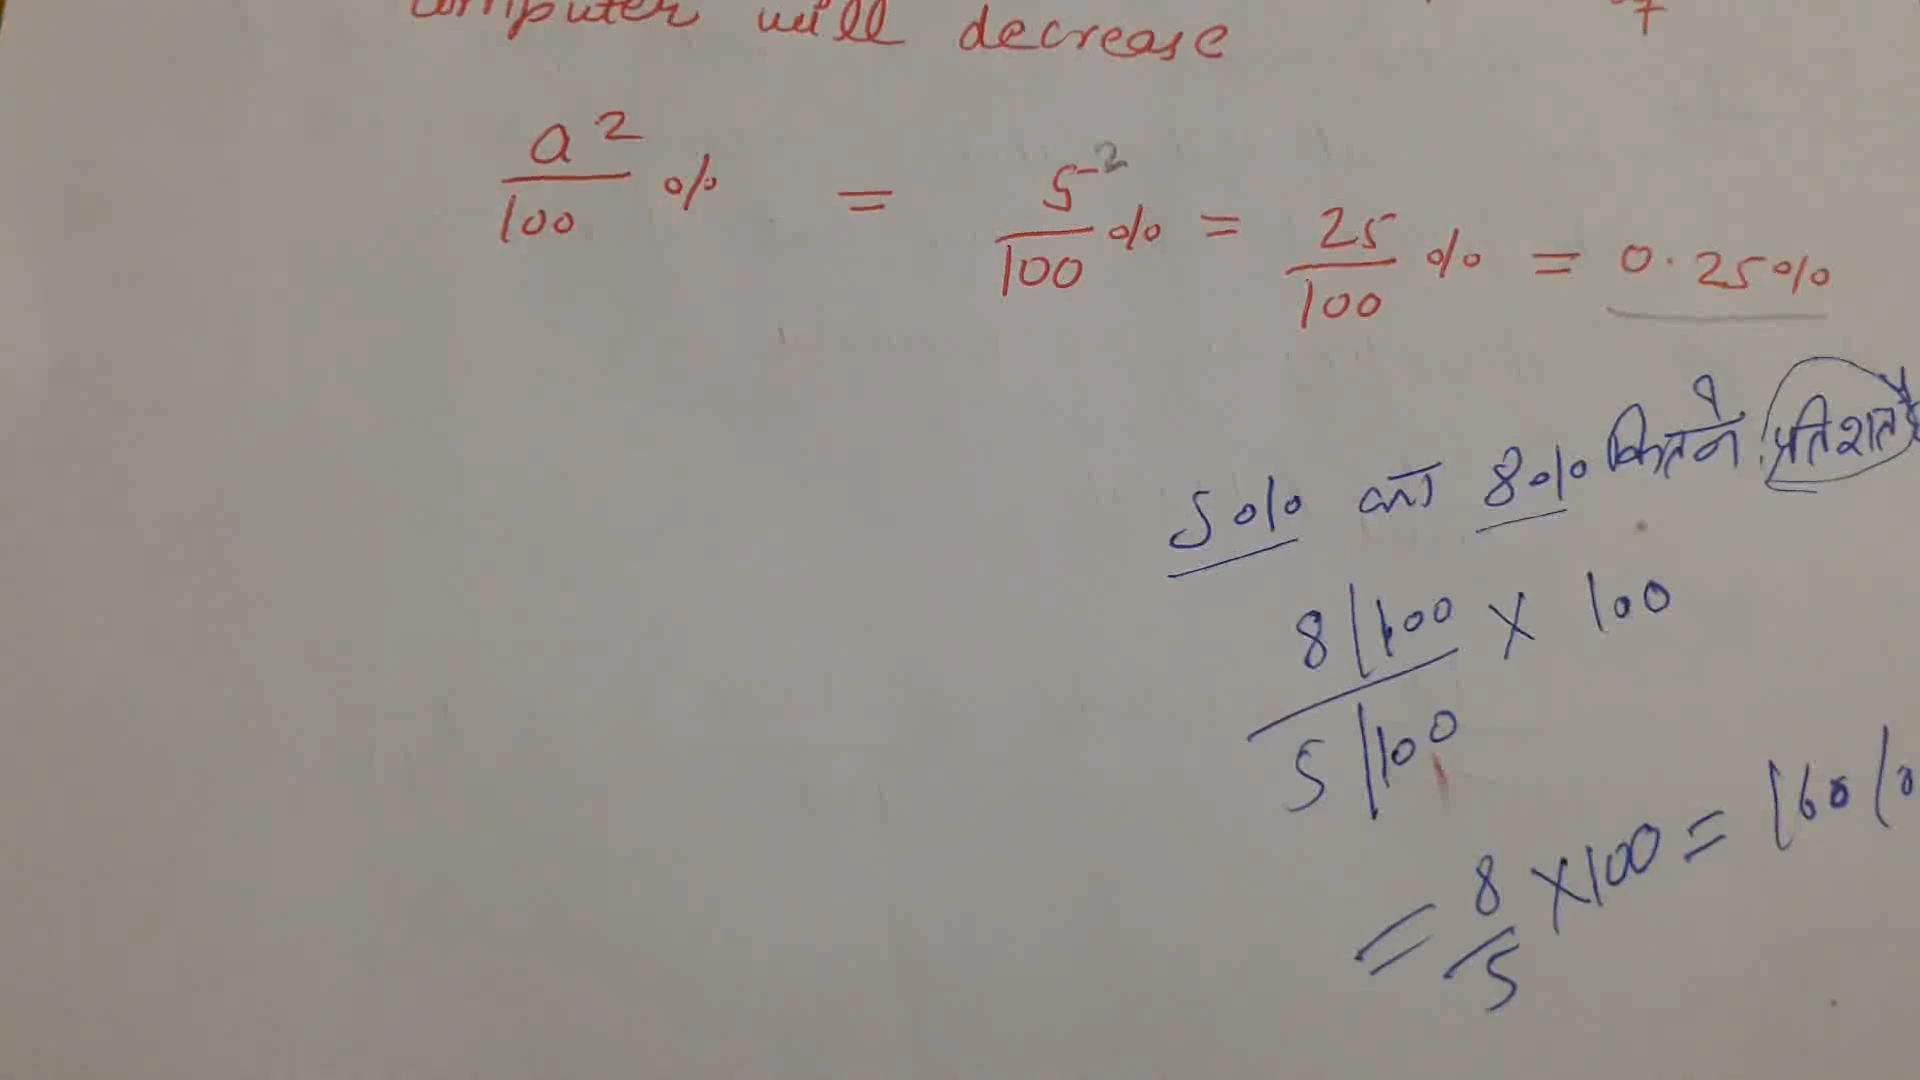 computer will decrease
a²/100 % = 5²/100 % = 25/100 % = 0.25%
5% का 8% कितने प्रतिशत है
8/100 × 100
5/100
= 8/5 × 100 = 160%